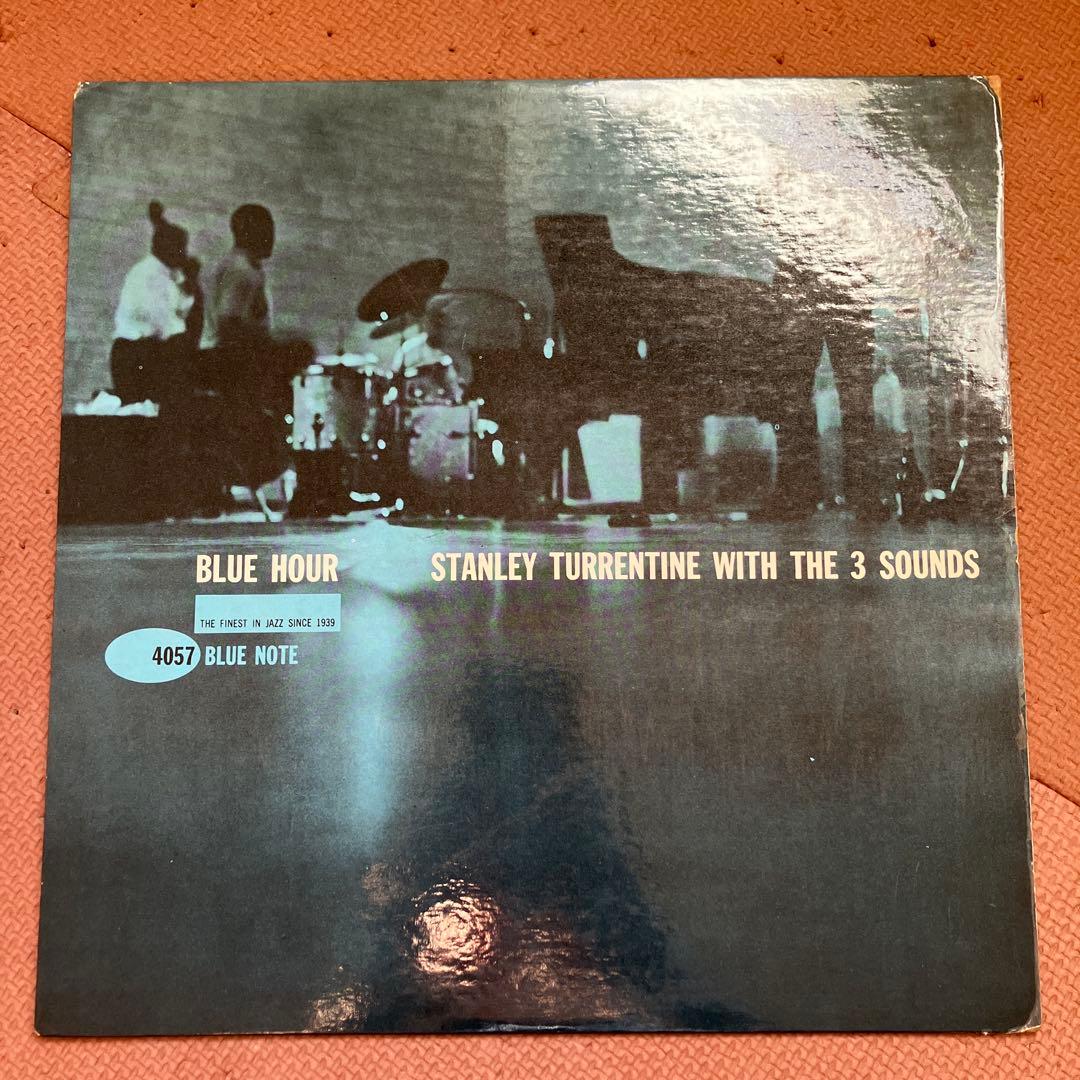 BLUE HOUR STANLEY TURRENTINE WITH THE 3 SOUNDS
THE FINEST IN JAZZ SINCE 1939
4057 BLUE NOTE